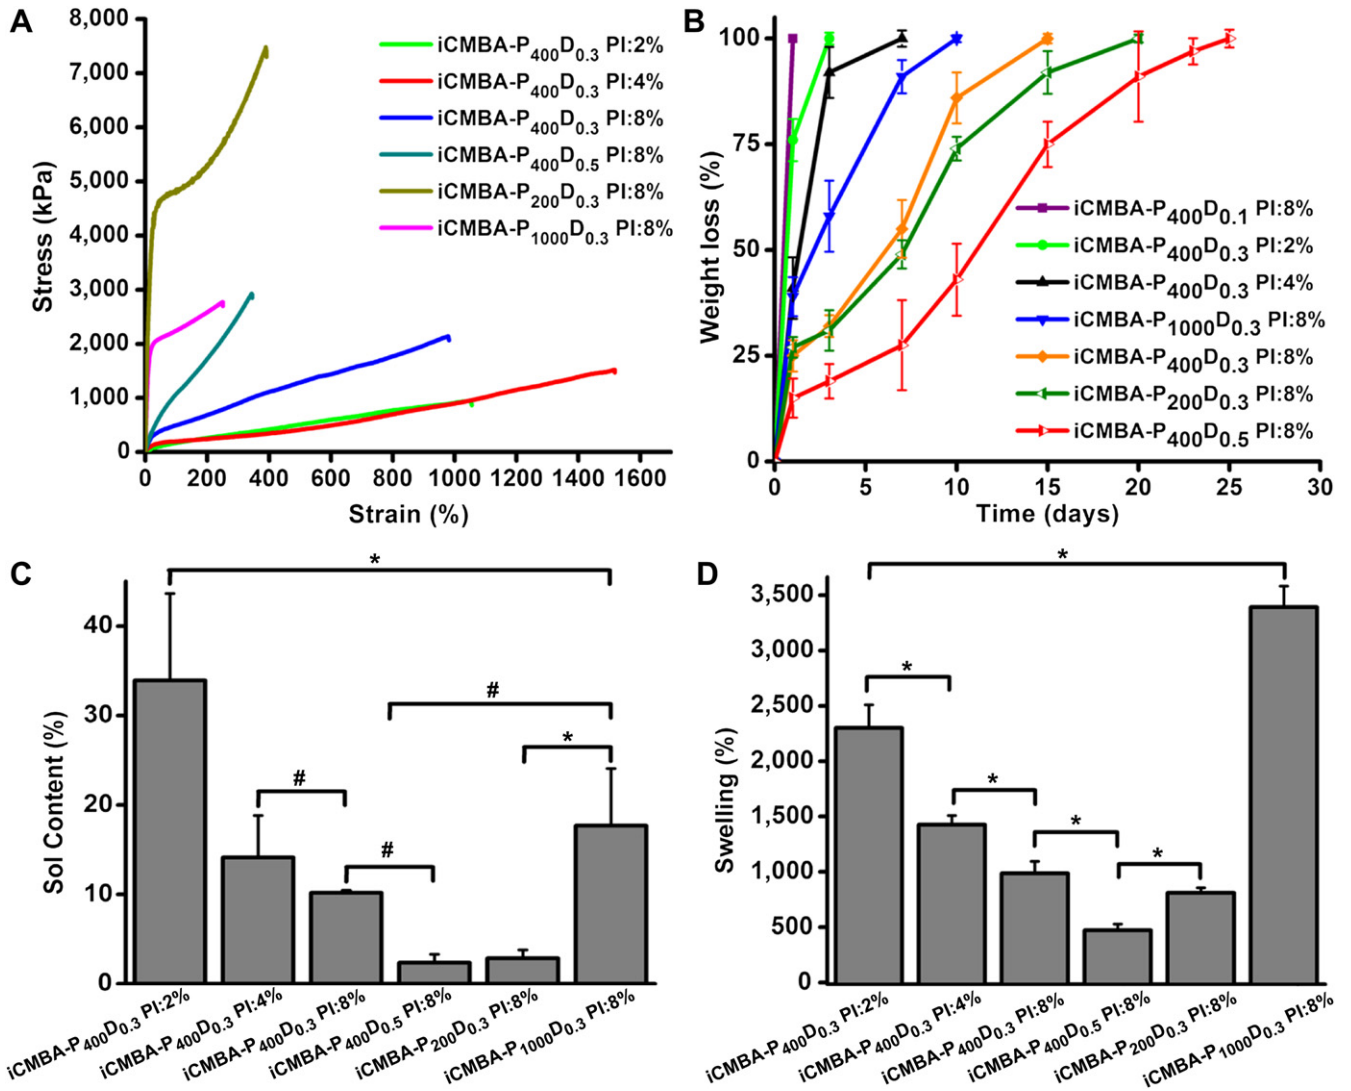 A
8,000
7,000
6,000
5,000
4,000
3,000
2,000
1,000
0
Stress (kPa)
0 200 400 600 800 1000 1200 1400 1600
Strain (%)
iCMBA-P400D0.3 PI:2%
iCMBA-P400D0.3 PI:4%
iCMBA-P400D0.3 PI:8%
iCMBA-P400D0.5 PI:8%
iCMBA-P200D0.3 PI:8%
iCMBA-P1000D0.3 PI:8%
B
100
75
50
25
0
Weight loss (%)
0 5 10 15 20 25 30
Time (days)
iCMBA-P400D0.1 PI:8%
iCMBA-P400D0.3 PI:2%
iCMBA-P400D0.3 PI:4%
iCMBA-P1000D0.3 PI:8%
iCMBA-P400D0.3 PI:8%
iCMBA-P200D0.3 PI:8%
iCMBA-P400D0.5 PI:8%
C
*
#
*
#
#
40
30
20
10
0
Sol Content (%)
iCMBA-P400D0.3 PI:2%
iCMBA-P400D0.3 PI:4%
iCMBA-P400D0.3 PI:8%
iCMBA-P400D0.5 PI:8%
iCMBA-P200D0.3 PI:8%
iCMBA-P1000D0.3 PI:8%
D
*
*
*
*
*
3,500
3,000
2,500
2,000
1,500
1,000
500
0
Swelling (%)
iCMBA-P400D0.3 PI:2%
iCMBA-P400D0.3 PI:4%
iCMBA-P400D0.3 PI:8%
iCMBA-P400D0.5 PI:8%
iCMBA-P200D0.3 PI:8%
iCMBA-P1000D0.3 PI:8%